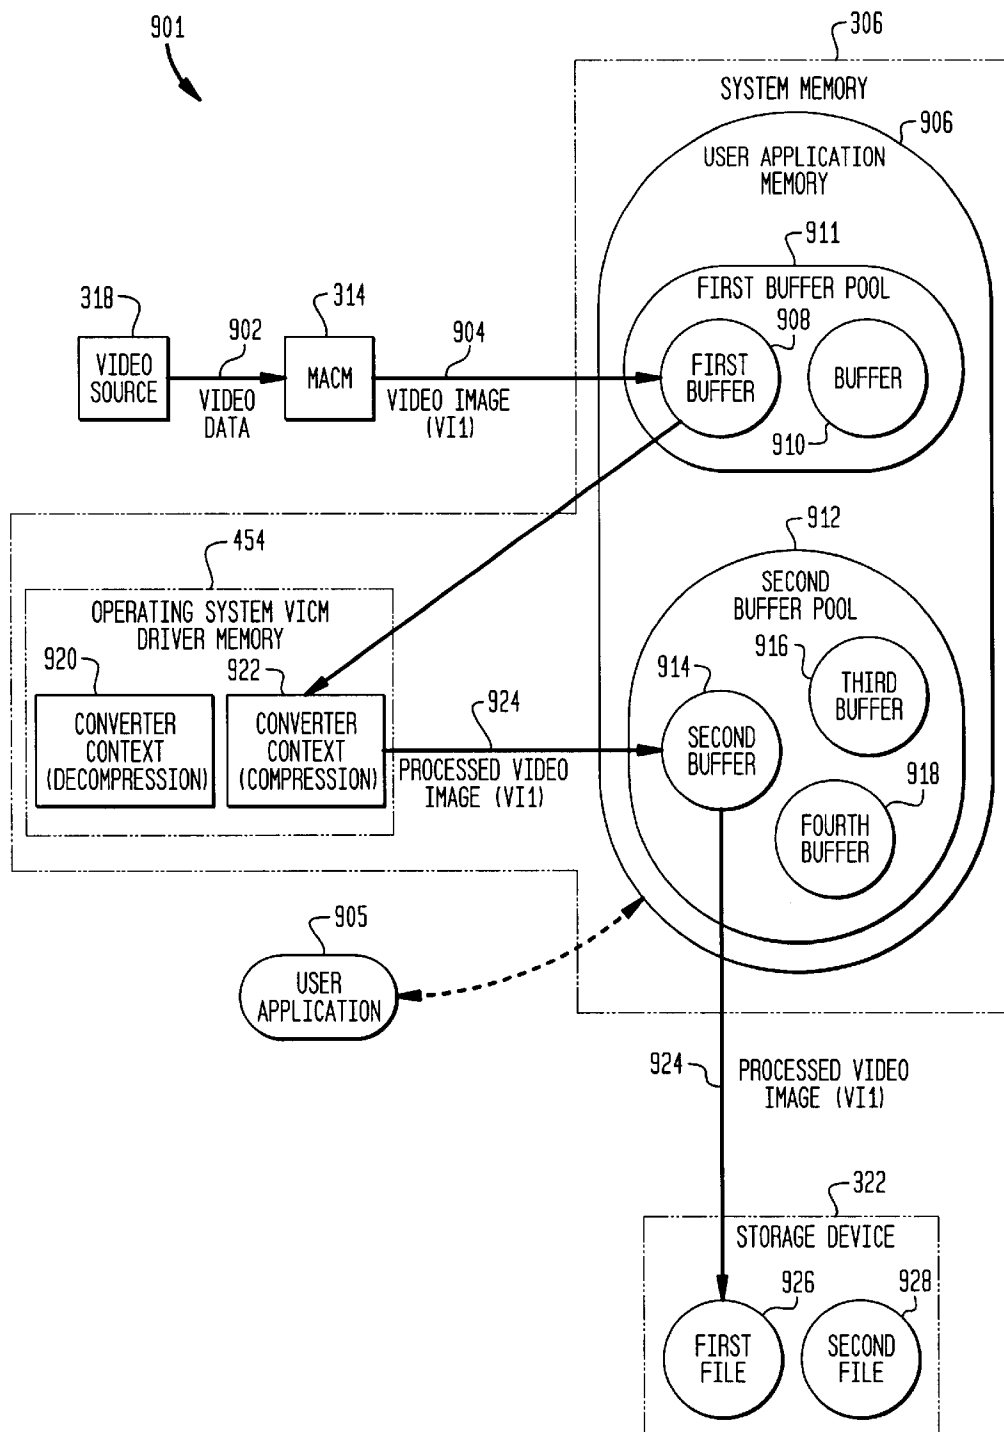 901
306
SYSTEM MEMORY
906
USER APPLICATION
MEMORY
911
FIRST BUFFER POOL
318
314
908
902
904
VIDEO
SOURCE
MACM
FIRST
BUFFER
BUFFER
VIDEO
DATA
VIDEO IMAGE
(VI1)
910
454
912
SECOND
BUFFER POOL
OPERATING SYSTEM VICM
DRIVER MEMORY
916
920
922
914
THIRD
BUFFER
924
CONVERTER
CONTEXT
(DECOMPRESSION)
CONVERTER
CONTEXT
(COMPRESSION)
SECOND
BUFFER
PROCESSED VIDEO
IMAGE (VI1)
918
FOURTH
BUFFER
905
USER
APPLICATION
924
PROCESSED VIDEO
IMAGE (VI1)
322
STORAGE DEVICE
926
928
FIRST
FILE
SECOND
FILE